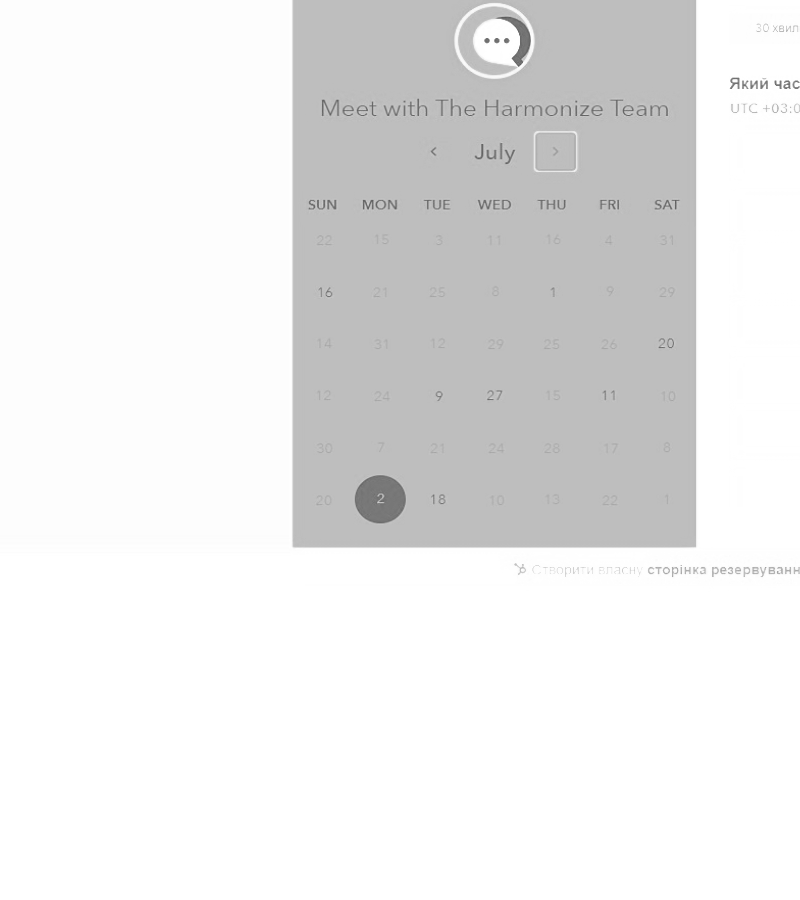 30 хвил
Meet with The Harmonize Team
Який час
UTC +03:0
July
SUN MON TUE WED THU FRI SAT
22 15 3 11 16 4 31
16 21 25 8 1 9 29
14 31 12 29 25 26 20
12 24 9 27 15 11 10
30 7 21 24 28 17 8
20 2 18 10 13 22 1
Створити власну сторінка резервуванн